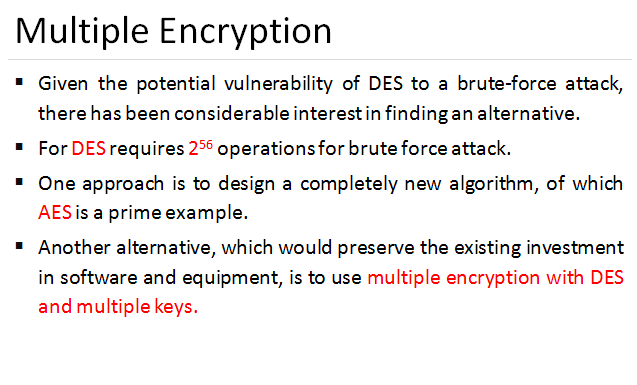 Multiple Encryption
▪ Given the potential vulnerability of DES to a brute-force attack,
there has been considerable interest in finding an alternative.
▪ For DES requires 2⁵⁶ operations for brute force attack.
▪ One approach is to design a completely new algorithm, of which
AES is a prime example.
▪ Another alternative, which would preserve the existing investment
in software and equipment, is to use multiple encryption with DES
and multiple keys.